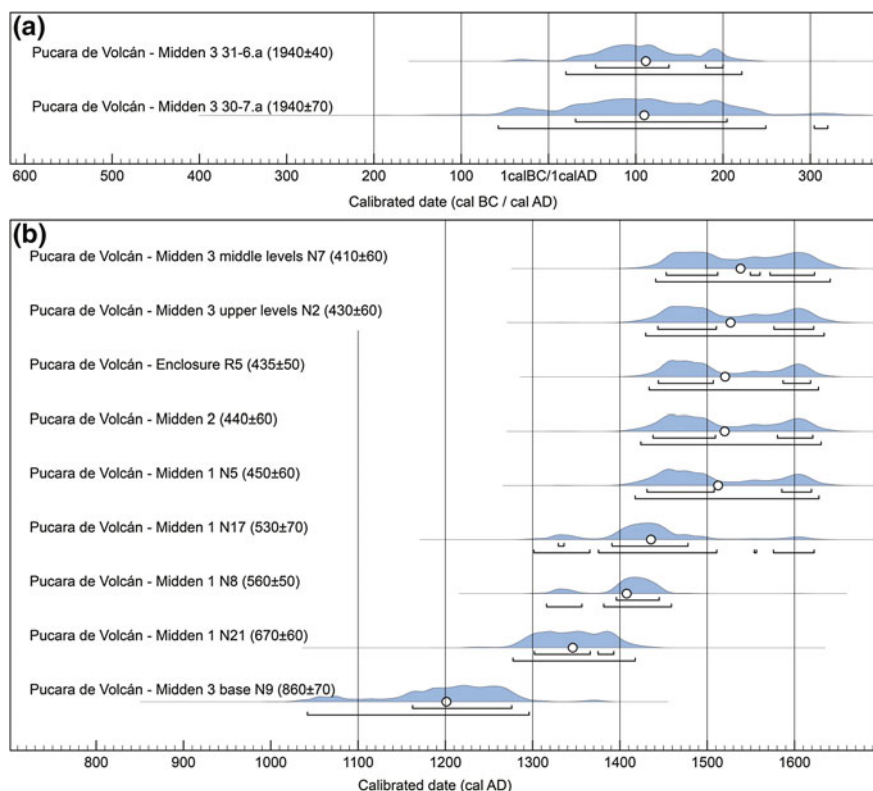 (a)
Pucara de Volcán - Midden 3 31-6.a (1940±40)
Pucara de Volcán - Midden 3 30-7.a (1940±70)
600 500 400 300 200 100 1calBC/1calAD 100 200 300
Calibrated date (cal BC / cal AD)
(b)
Pucara de Volcán - Midden 3 middle levels N7 (410±60)
Pucara de Volcán - Midden 3 upper levels N2 (430±60)
Pucara de Volcán - Enclosure R5 (435±50)
Pucara de Volcán - Midden 2 (440±60)
Pucara de Volcán - Midden 1 N5 (450±60)
Pucara de Volcán - Midden 1 N17 (530±70)
Pucara de Volcán - Midden 1 N8 (560±50)
Pucara de Volcán - Midden 1 N21 (670±60)
Pucara de Volcán - Midden 3 base N9 (860±70)
800 900 1000 1100 1200 1300 1400 1500 1600
Calibrated date (cal AD)